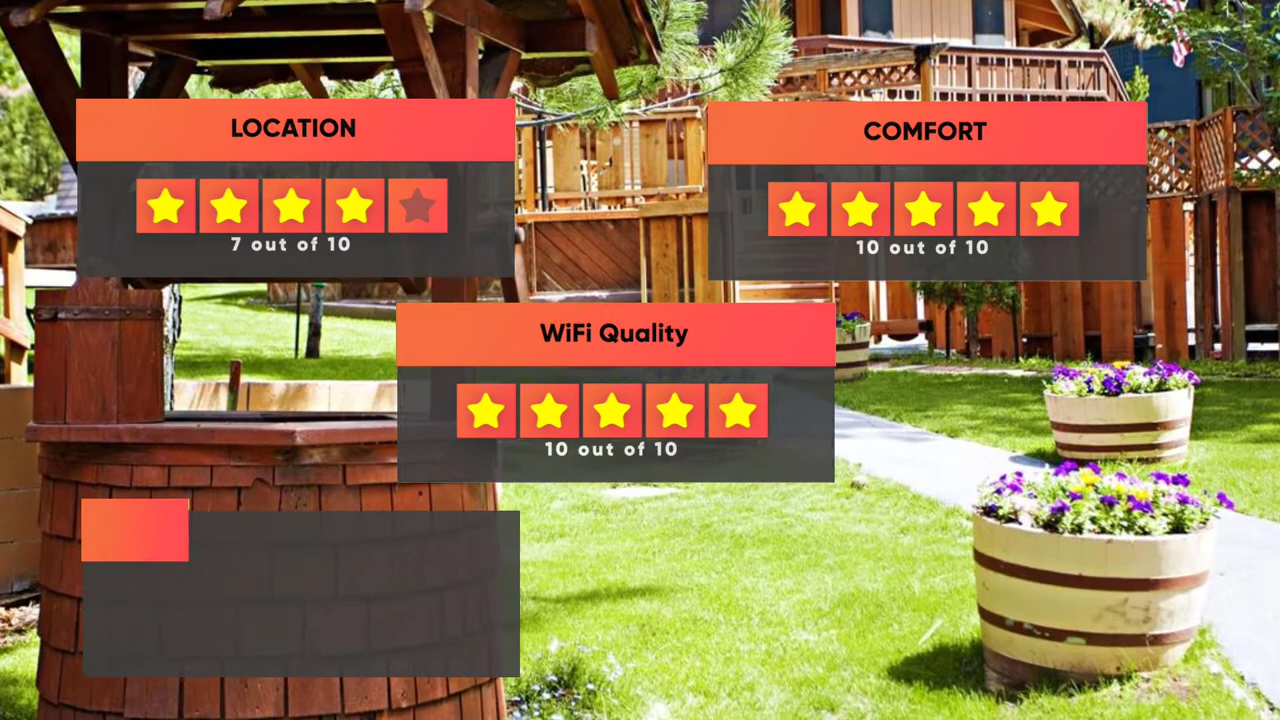 LOCATION
7 out of 10
COMFORT
10 out of 10
WiFi Quality
10 out of 10